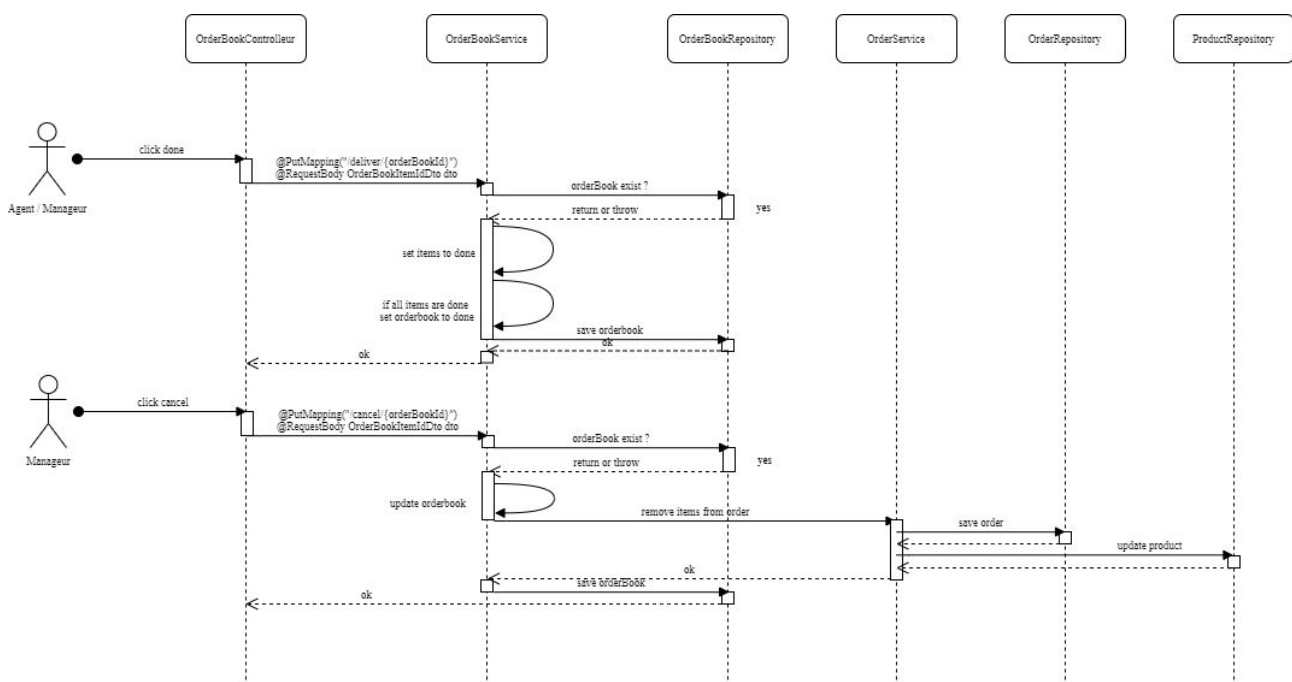 OrderBookControlleur
OrderBookService
OrderBookRepository
OrderService
OrderRepository
ProductRepository
click done
@PutMapping("/deliver/{orderBookId}")
@RequestBody OrderBookItemIdDto dto
orderBook exist ?
Agent / Manageur
return or throw
yes
set items to done
if all items are done
set orderbook to done
save orderbook
ok
ok
click cancel
@PutMapping("/cancel/{orderBookId}")
@RequestBody OrderBookItemIdDto dto
orderBook exist ?
Manageur
return or throw
yes
update orderbook
remove items from order
save order
update product
ok
save orderBook
ok